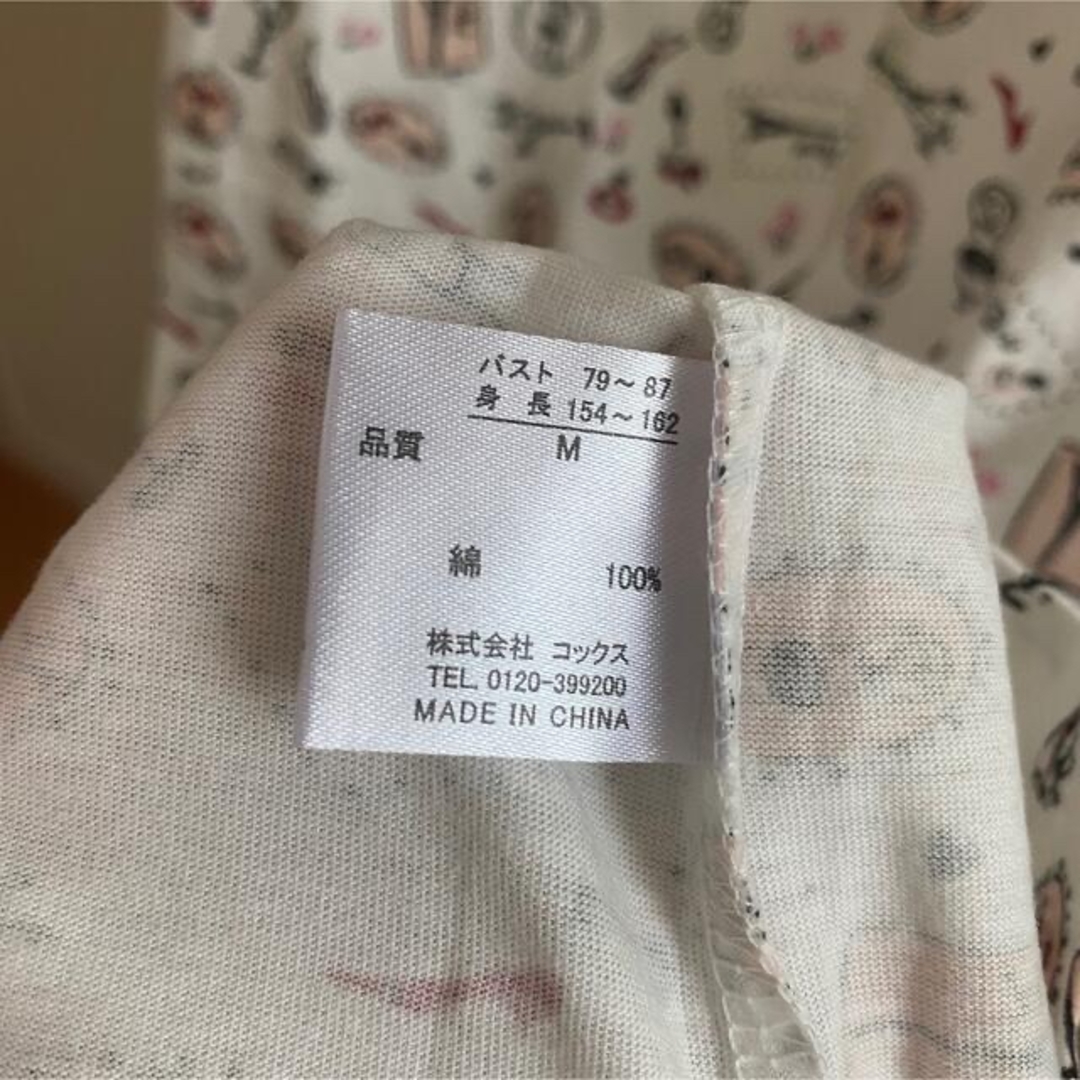 バスト 79～87
身 長 154～162
品質 M
綿 100%
株式会社 コックス
TEL. 0120-399200
MADE IN CHINA